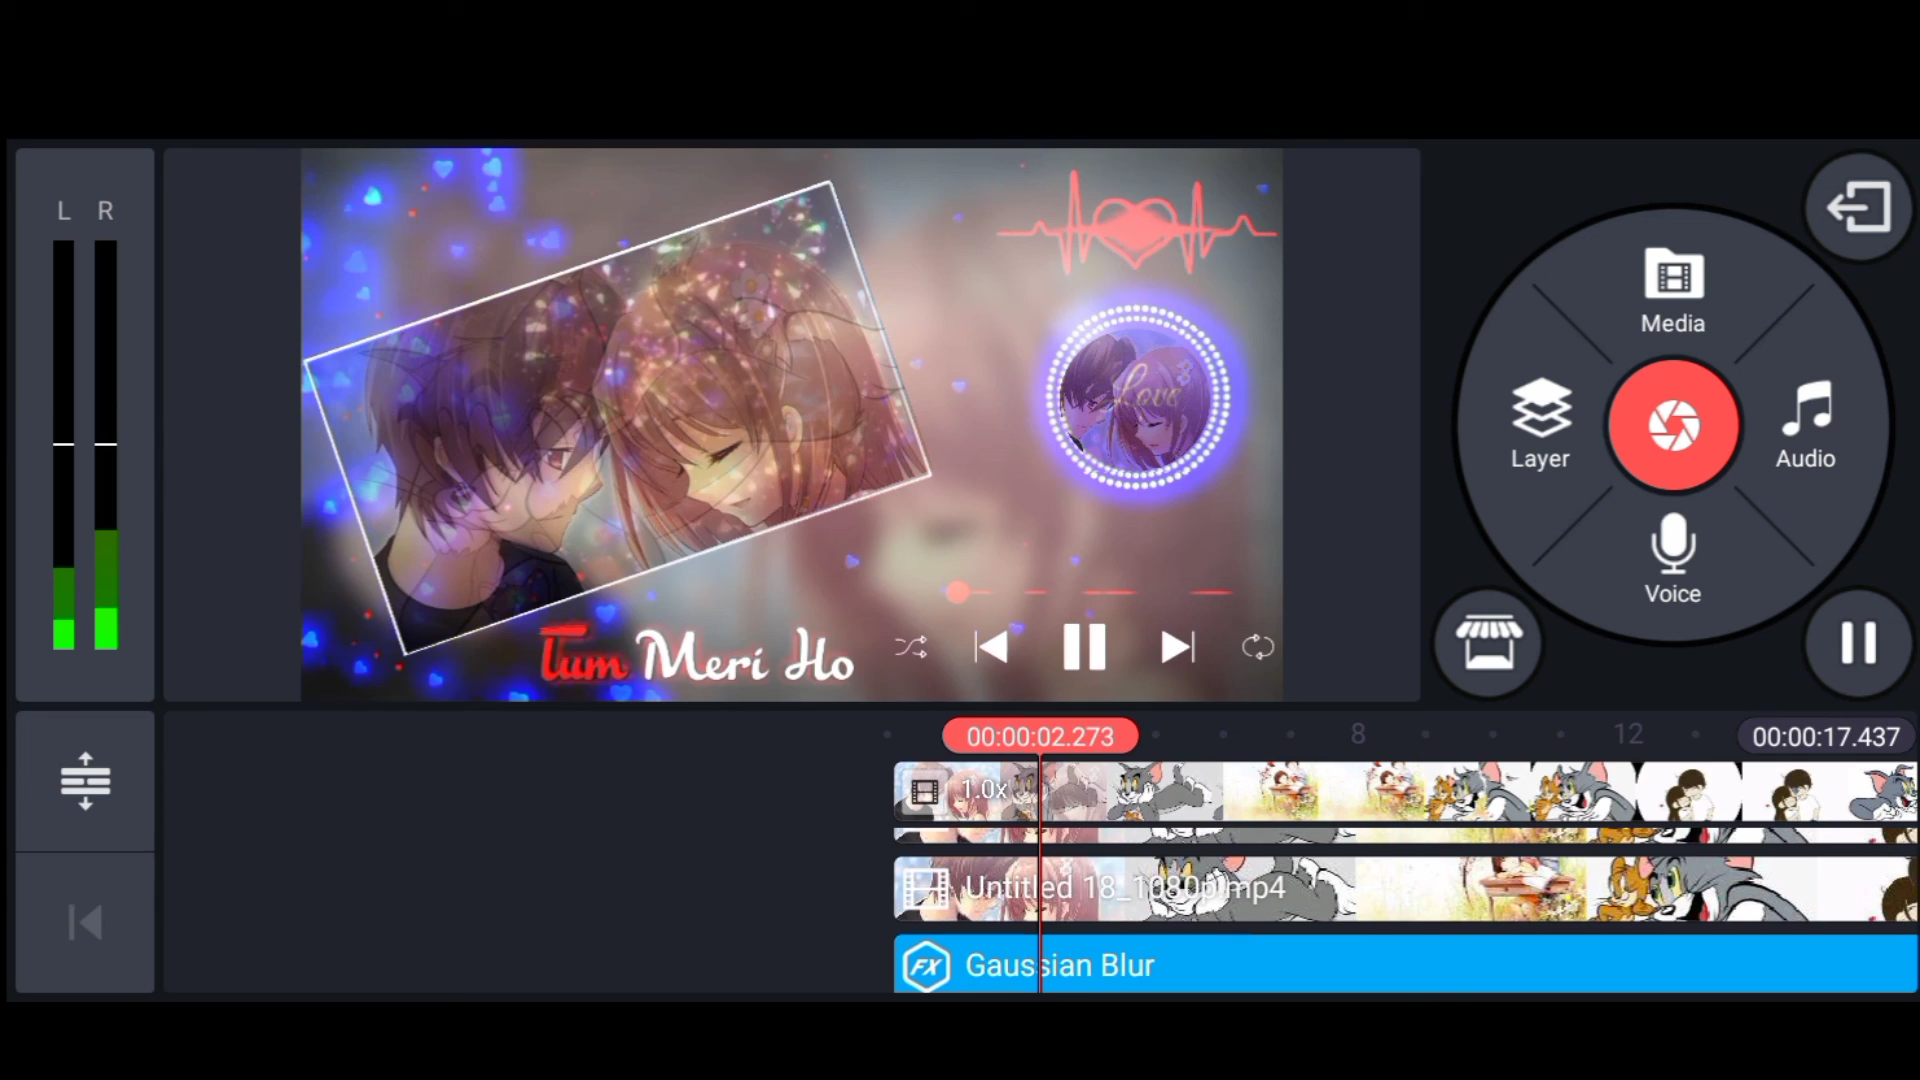 L R
Media
Layer
Audio
Voice
Love
Tum Meri Ho
00:00:02.273
8
12
00:00:17.437
1.0x
Untitled 18_1080p.mp4
FX Gaussian Blur